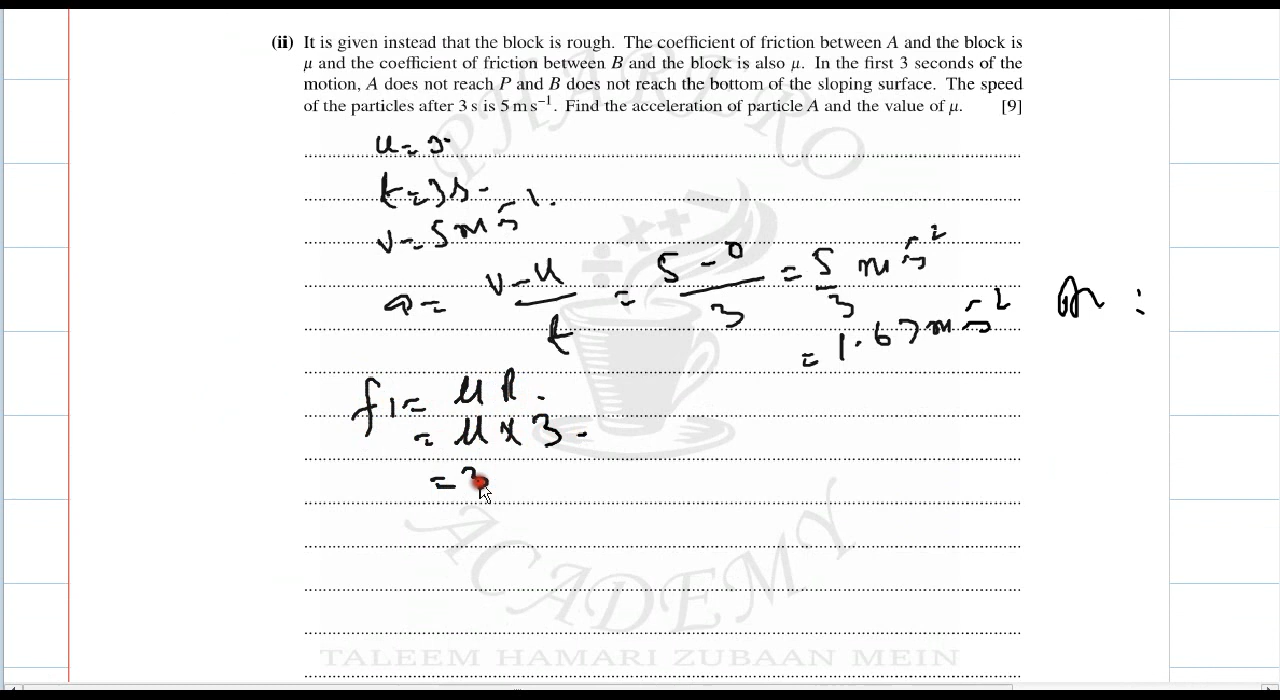 (ii) It is given instead that the block is rough. The coefficient of friction between A and the block is
μ and the coefficient of friction between B and the block is also μ. In the first 3 seconds of the
motion, A does not reach P and B does not reach the bottom of the sloping surface. The speed
of the particles after 3 s is 5 m s⁻¹. Find the acceleration of particle A and the value of μ. [9]
t = 3s
v = 5 m s⁻¹.
a = v - u / t = 5 - 0 / 3 = 5/3 m s⁻²
= 1.67 m s⁻²
f1 = μR.
= μ × 3
= 3
PHARZRO
ACADEMY
TALEEM HAMARI ZUBAAN MEIN